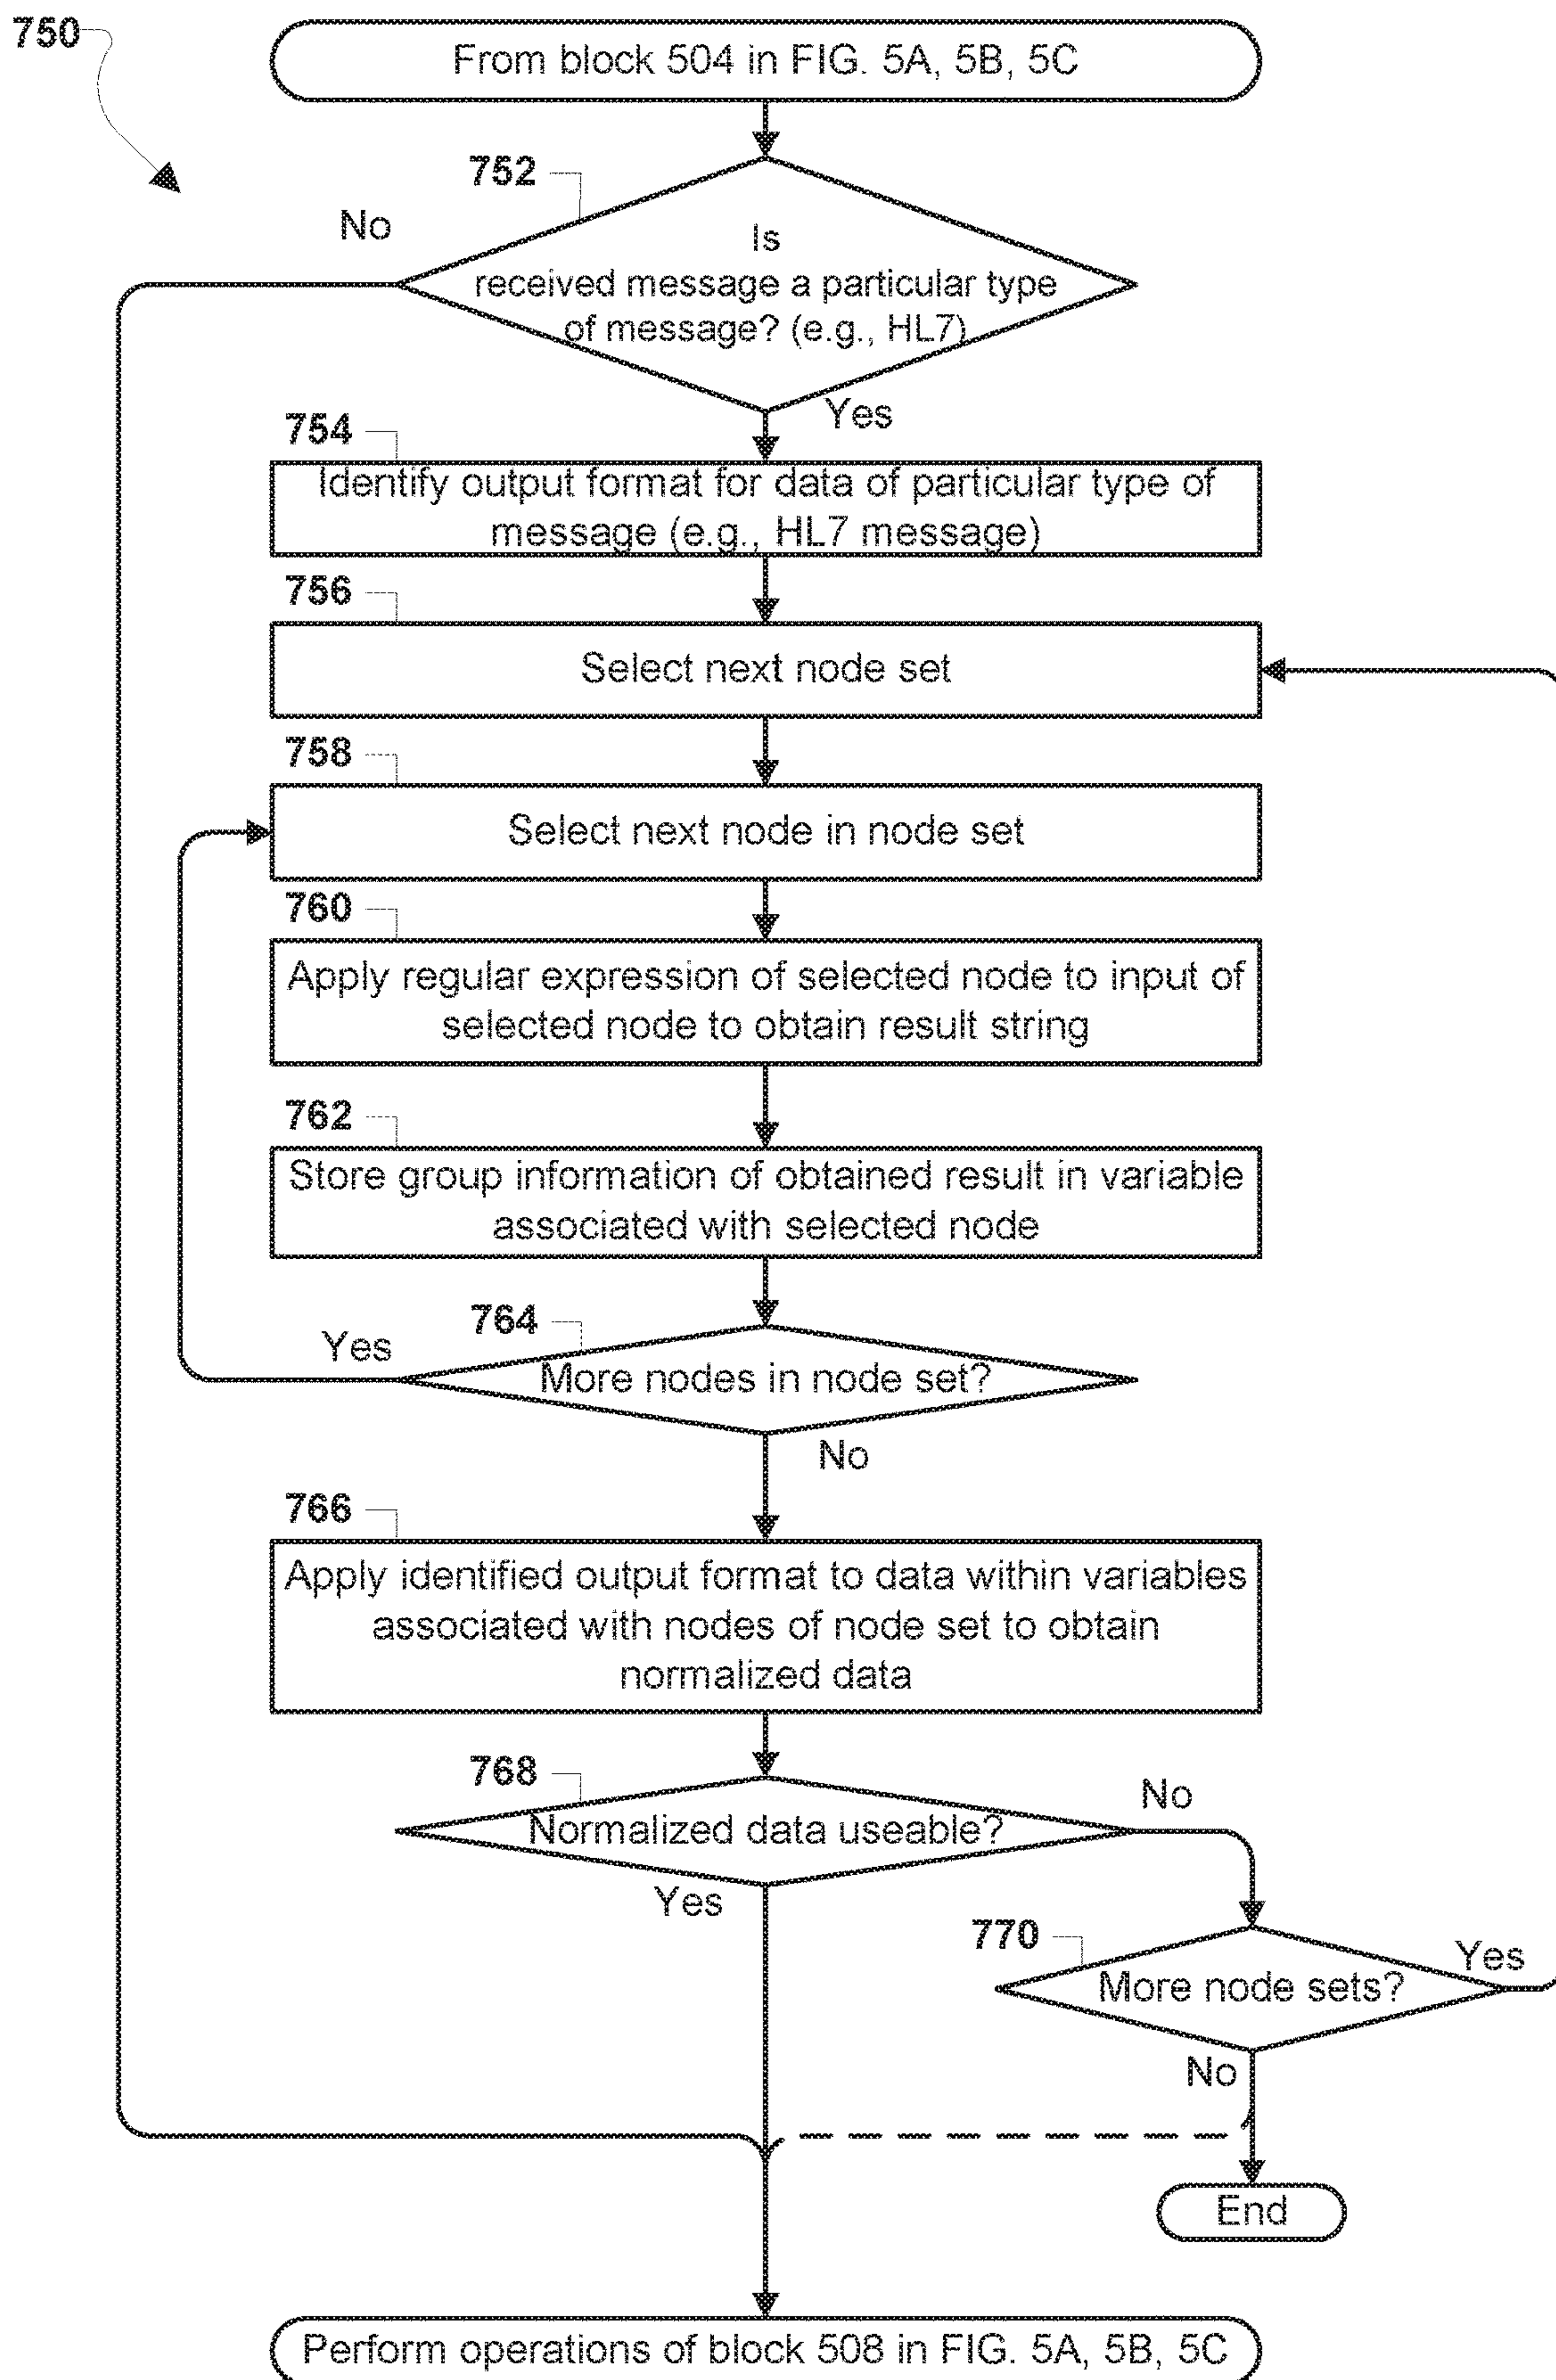 750
From block 504 in FIG. 5A, 5B, 5C
752
No
Is
received message a particular type
of message? (e.g., HL7)
Yes
754
Identify output format for data of particular type of
message (e.g., HL7 message)
756
Select next node set
758
Select next node in node set
760
Apply regular expression of selected node to input of
selected node to obtain result string
762
Store group information of obtained result in variable
associated with selected node
764
Yes
More nodes in node set?
No
766
Apply identified output format to data within variables
associated with nodes of node set to obtain
normalized data
768
No
Normalized data useable?
Yes
770
Yes
More node sets?
No
End
Perform operations of block 508 in FIG. 5A, 5B, 5C